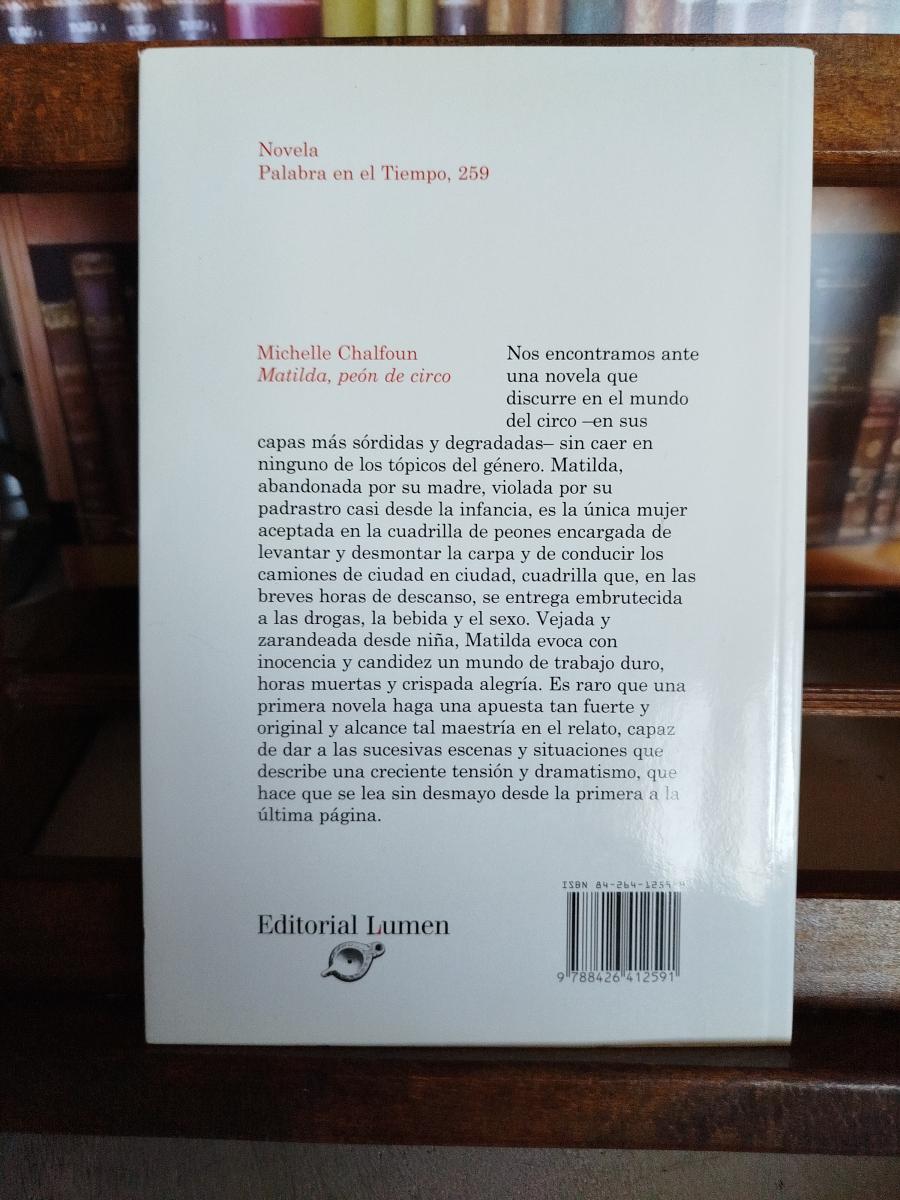 Novela
Palabra en el Tiempo, 259
Michelle Chalfoun
Matilda, peón de circo
Nos encontramos ante
una novela que
discurre en el mundo
del circo –en sus
capas más sórdidas y degradadas– sin caer en
ninguno de los tópicos del género. Matilda,
abandonada por su madre, violada por su
padrastro casi desde la infancia, es la única mujer
aceptada en la cuadrilla de peones encargada de
levantar y desmontar la carpa y de conducir los
camiones de ciudad en ciudad, cuadrilla que, en las
breves horas de descanso, se entrega embrutecida
a las drogas, la bebida y el sexo. Vejada y
zarandeada desde niña, Matilda evoca con
inocencia y candidez un mundo de trabajo duro,
horas muertas y crispada alegría. Es raro que una
primera novela haga una apuesta tan fuerte y
original y alcance tal maestría en el relato, capaz
de dar a las sucesivas escenas y situaciones que
describe una creciente tensión y dramatismo, que
hace que se lea sin desmayo desde la primera a la
última página.
ISBN
Editorial Lumen
9 788426 412591